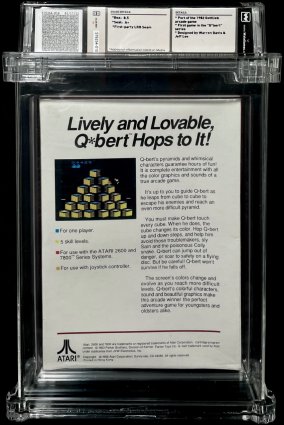 Box: 8.5
Seal: A+
*First-party LRB Seam
* Part of the 1982 Gottlieb
arcade game
* First game in the "Q*bert"
series
* Designed by Warren Davis &
Jeff Lee
Lively and Lovable,
Q*bert™ Hops to It!
Q-bert's pyramids and whimsical
characters guarantee hours of fun!
It is complete entertainment with all
the color graphics and sounds of a
true arcade game.
It's up to you to guide Q-bert as
he leaps from cube to cube to
escape his enemies and reach an
even more difficult pyramid.
You must make Q-bert touch
every cube. When he does, the
cube changes its color. Hop Q-bert
up and down steps, and help him
avoid those troublemakers, sly
Sam and the poisonous Coily
snake. Q-bert can jump out of
danger, or soar to safety on a flying
disc. But be careful! Q-bert won't
survive if he falls off.
The screen's colors change and
evolve as you reach more difficult
levels. Q-bert's colorful characters,
sound and beautiful graphics make
this arcade winner the perfect
adventure game for youngsters and
oldsters alike.
For one player.
5 skill levels.
For use with the ATARI 2600 and
7800™ Series Systems.
For use with joystick controller.
ATARI
Printed in Hong Kong